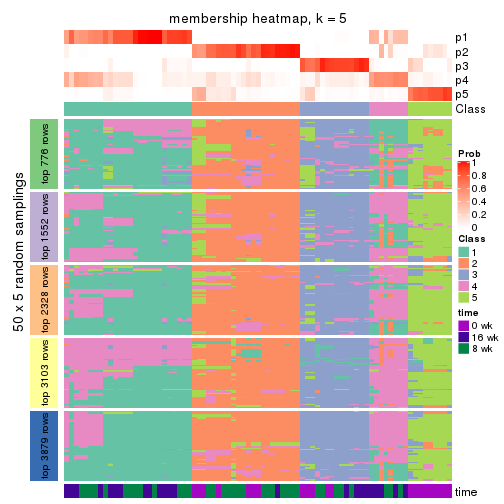 membership heatmap, k = 5
p1
p2
p3
p4
p5
Class
50 x 5 random samplings
top 776 rows
top 1552 rows
top 2328 rows
top 3103 rows
top 3879 rows
time
Prob
1
0.8
0.6
0.4
0.2
0
Class
1
2
3
4
5
time
0 wk
16 wk
8 wk